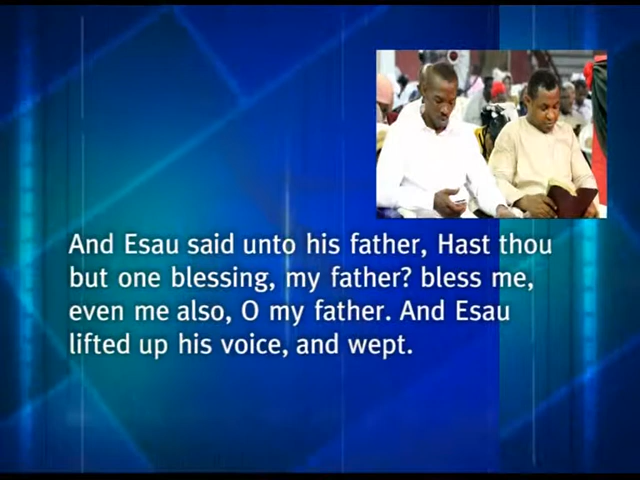 And Esau said unto his father, Hast thou
but one blessing, my father? bless me,
even me also, O my father. And Esau
lifted up his voice, and wept.